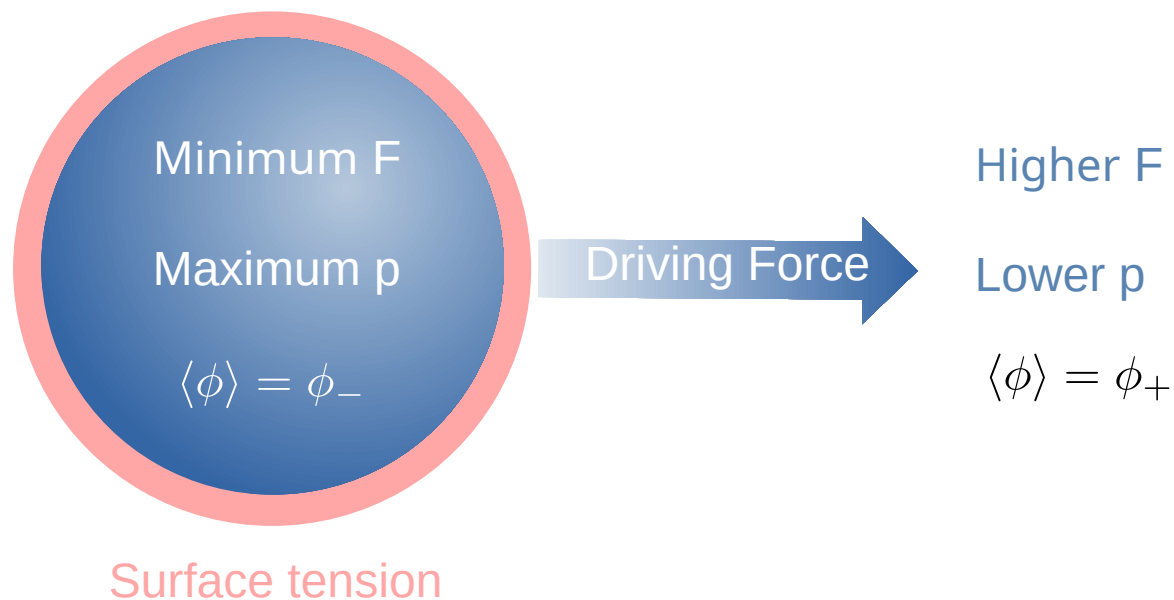 Minimum F
Maximum p
⟨ϕ⟩ = ϕ₋
Driving Force
Higher F
Lower p
⟨ϕ⟩ = ϕ₊
Surface tension